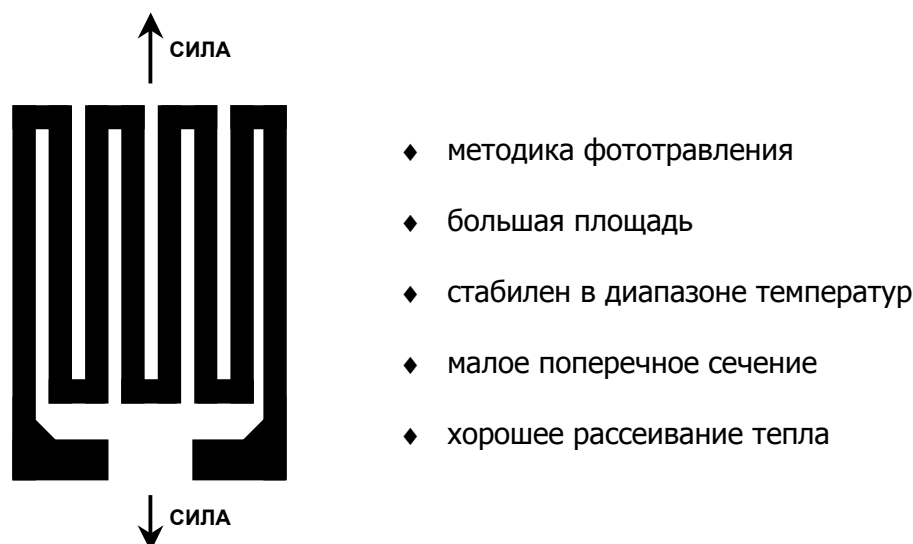 СИЛА
♦ методика фототравления
♦ большая площадь
♦ стабилен в диапазоне температур
♦ малое поперечное сечение
♦ хорошее рассеивание тепла
СИЛА